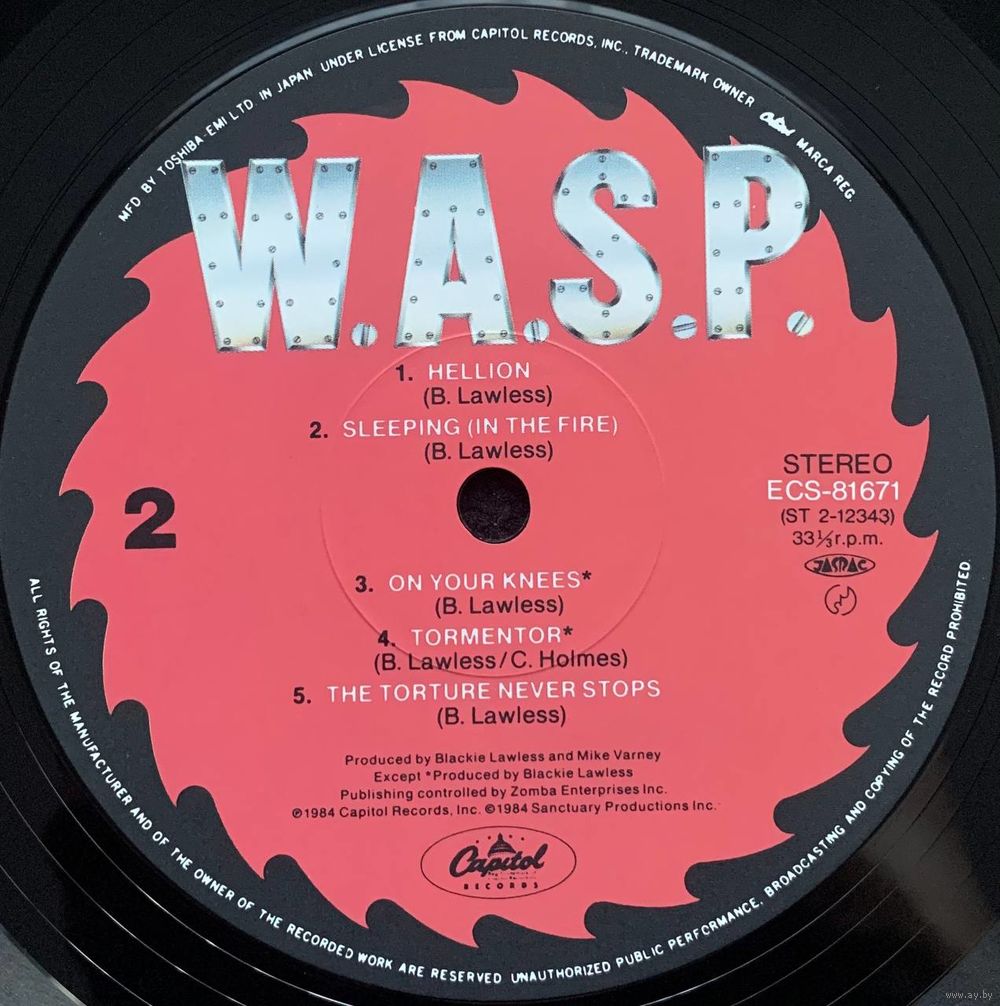 MFD BY TOSHIBA-EMI LTD IN JAPAN UNDER LICENSE FROM CAPITOL RECORDS, INC., TRADEMARK OWNER Capitol MARCA REG.
W.A.S.P.
1. HELLION
(B. Lawless)
2. SLEEPING (IN THE FIRE)
(B. Lawless)
2
STEREO
ECS-81671
(ST 2-12343)
33⅓r.p.m.
JASRAC
3. ON YOUR KNEES*
(B. Lawless)
4. TORMENTOR*
(B. Lawless/C. Holmes)
5. THE TORTURE NEVER STOPS
(B. Lawless)
Produced by Blackie Lawless and Mike Varney
Except *Produced by Blackie Lawless
Publishing controlled by Zomba Enterprises Inc.
℗1984 Capitol Records, Inc. ©1984 Sanctuary Productions Inc.
Capitol
RECORDS
ALL RIGHTS OF THE MANUFACTURER AND OF THE OWNER OF THE RECORDED WORK ARE RESERVED UNAUTHORIZED PUBLIC PERFORMANCE, BROADCASTING AND COPYING OF THE RECORD PROHIBITED
www.ay.by